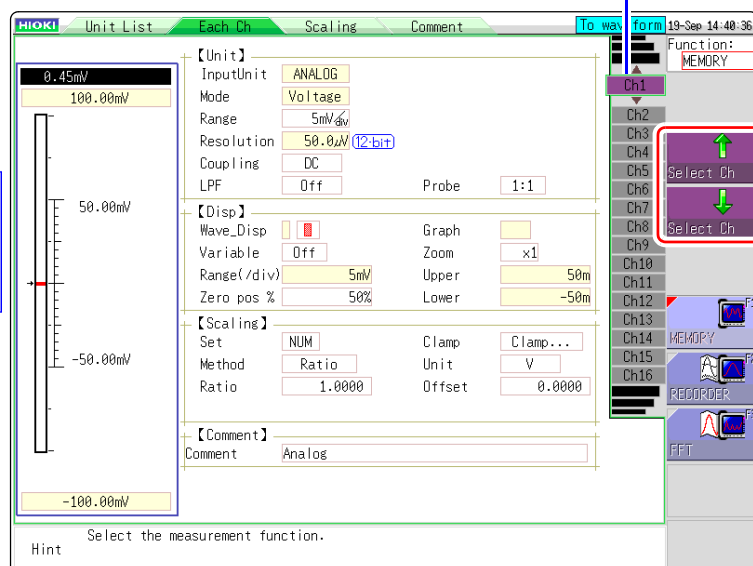 HIOKI Unit List Each Ch Scaling Comment To waveform 19-Sep 14:40:36
Function:
MEMORY
0.45mV
100.00mV
50.00mV
-50.00mV
-100.00mV
【Unit】
InputUnit ANALOG
Mode Voltage
Range 5mV/div
Resolution 50.0µV (12-bit)
Coupling DC
LPF Off Probe 1:1
【Disp】
Wave_Disp Graph
Variable Off Zoom x1
Range(/div) 5mV Upper 50m
Zero pos % 50% Lower -50m
【Scaling】
Set NUM Clamp Clamp...
Method Ratio Unit V
Ratio 1.0000 Offset 0.0000
【Comment】
Comment Analog
Ch1
Ch2
Ch3
Ch4
Ch5
Ch6
Ch7
Ch8
Ch9
Ch10
Ch11
Ch12
Ch13
Ch14
Ch15
Ch16
Select Ch
Select Ch
MEMORY
RECORDER
FFT
Select the measurement function.
Hint